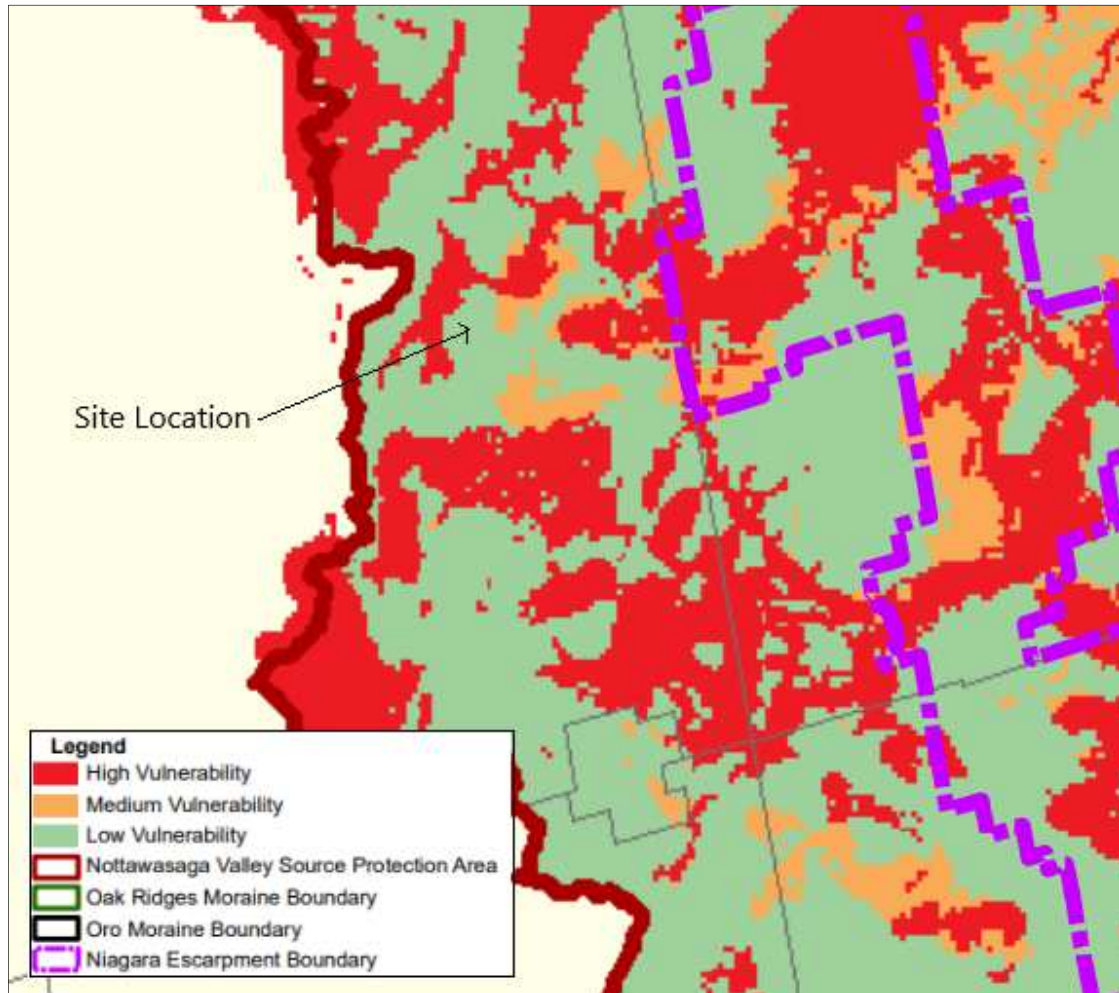 Site Location
Legend
High Vulnerability
Medium Vulnerability
Low Vulnerability
Nottawasaga Valley Source Protection Area
Oak Ridges Moraine Boundary
Oro Moraine Boundary
Niagara Escarpment Boundary